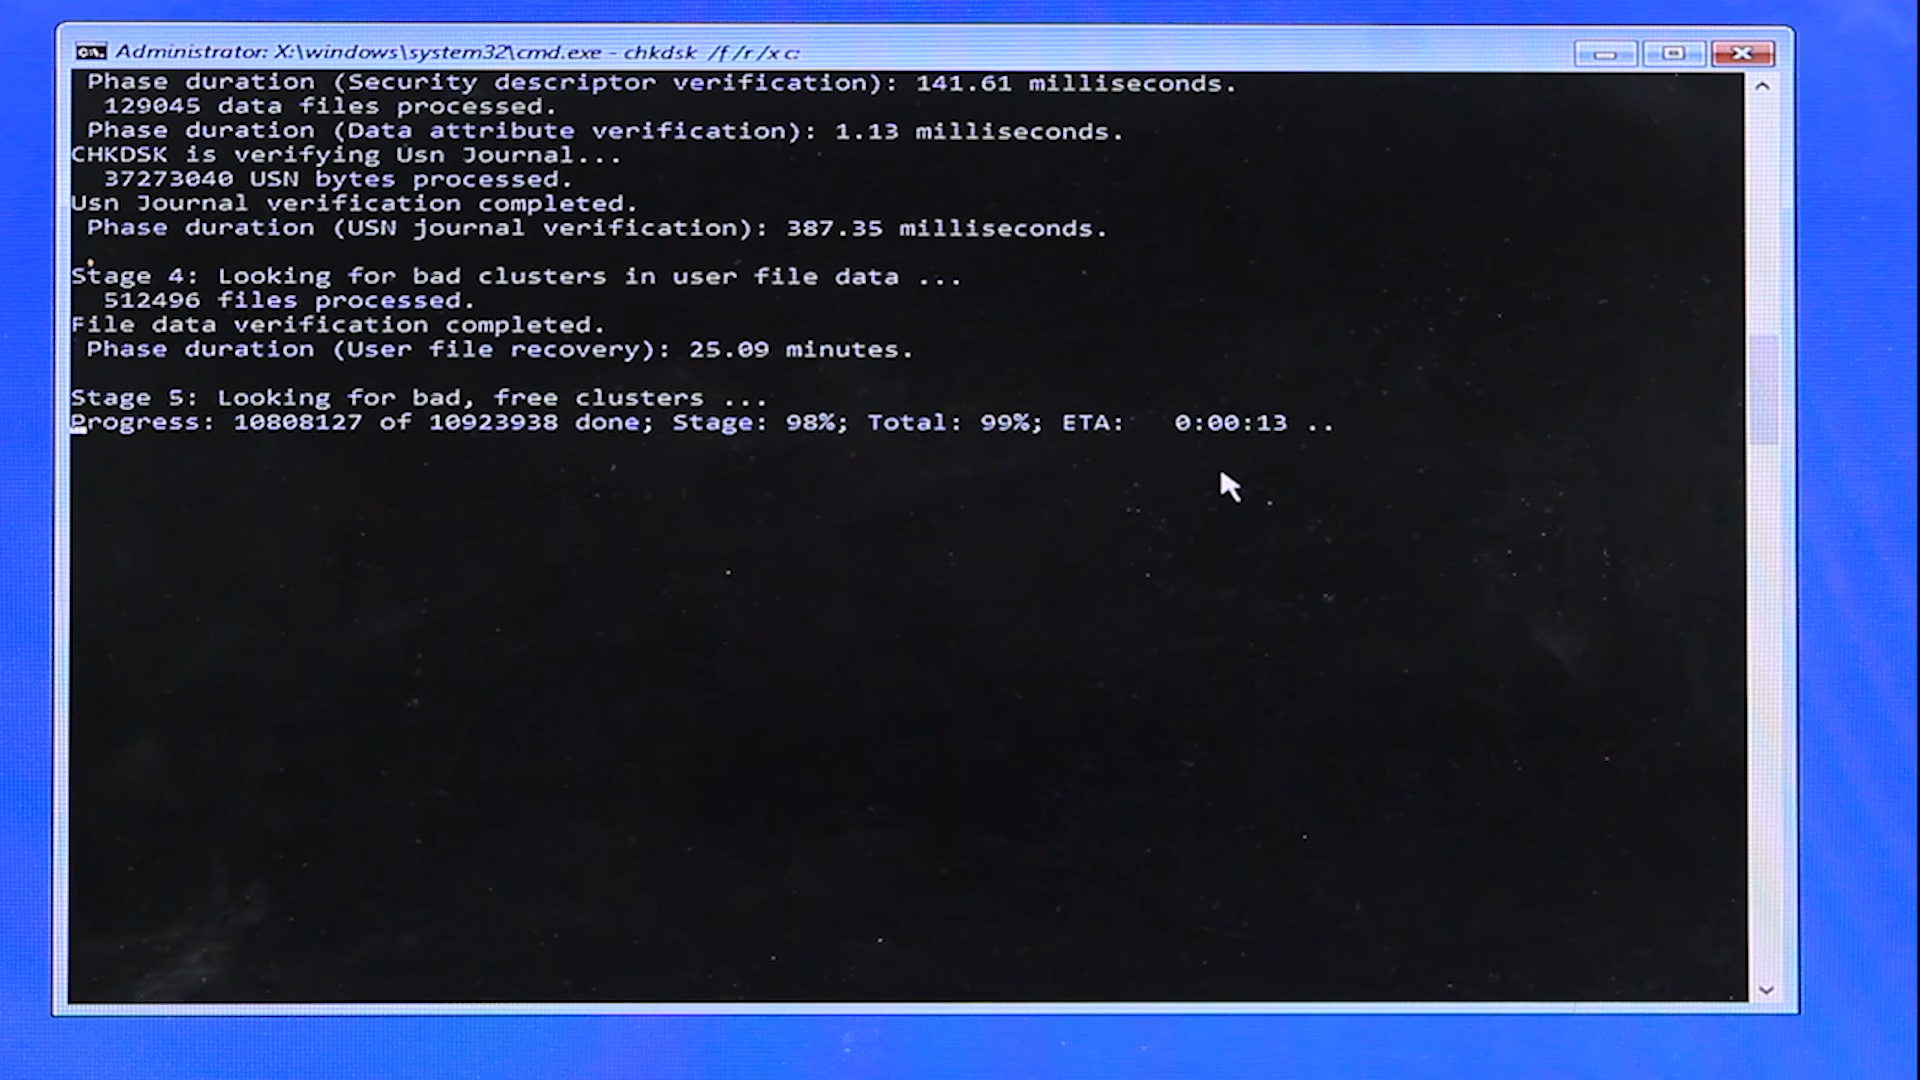 Administrator: X:\windows\system32\cmd.exe - chkdsk /f /r /x c:
Phase duration (Security descriptor verification): 141.61 milliseconds.
129045 data files processed.
Phase duration (Data attribute verification): 1.13 milliseconds.
CHKDSK is verifying Usn Journal...
37273040 USN bytes processed.
Usn Journal verification completed.
Phase duration (USN journal verification): 387.35 milliseconds.
Stage 4: Looking for bad clusters in user file data ...
512496 files processed.
File data verification completed.
Phase duration (User file recovery): 25.09 minutes.
Stage 5: Looking for bad, free clusters ...
Progress: 10808127 of 10923938 done; Stage: 98%; Total: 99%; ETA:   0:00:13 ..